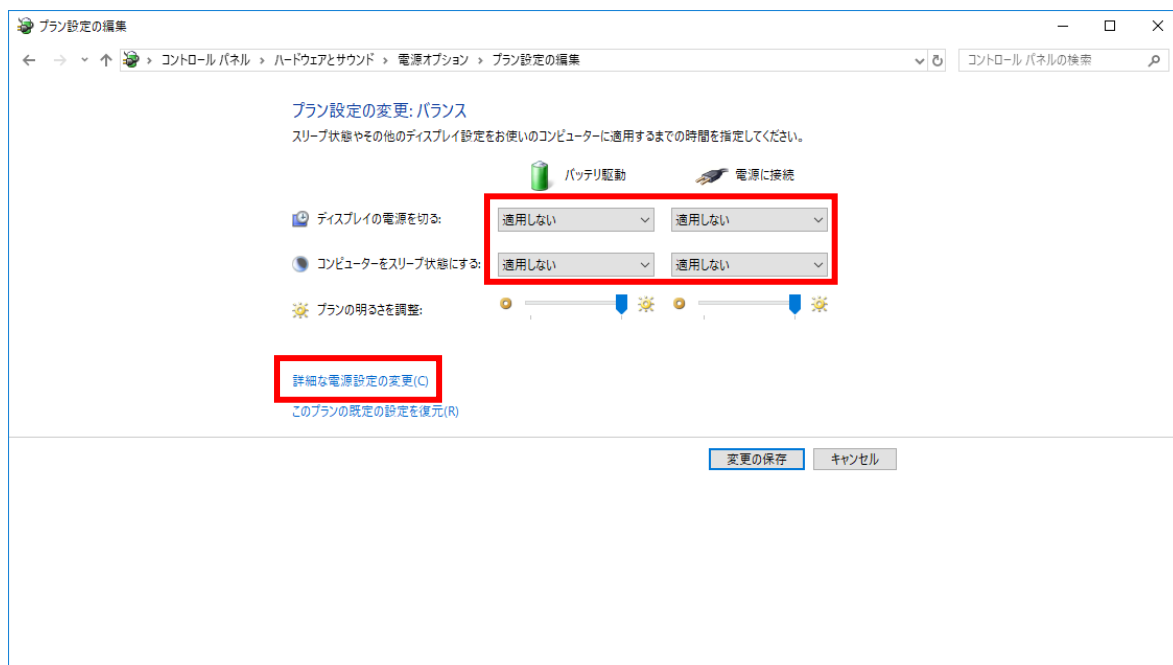 プラン設定の編集
コントロール パネル › ハードウェアとサウンド › 電源オプション › プラン設定の編集
コントロール パネルの検索
プラン設定の変更: バランス
スリープ状態やその他のディスプレイ設定をお使いのコンピューターに適用するまでの時間を指定してください。
バッテリ駆動 電源に接続
ディスプレイの電源を切る: 適用しない 適用しない
コンピューターをスリープ状態にする: 適用しない 適用しない
プランの明るさを調整:
詳細な電源設定の変更(C)
このプランの既定の設定を復元(R)
変更の保存 キャンセル